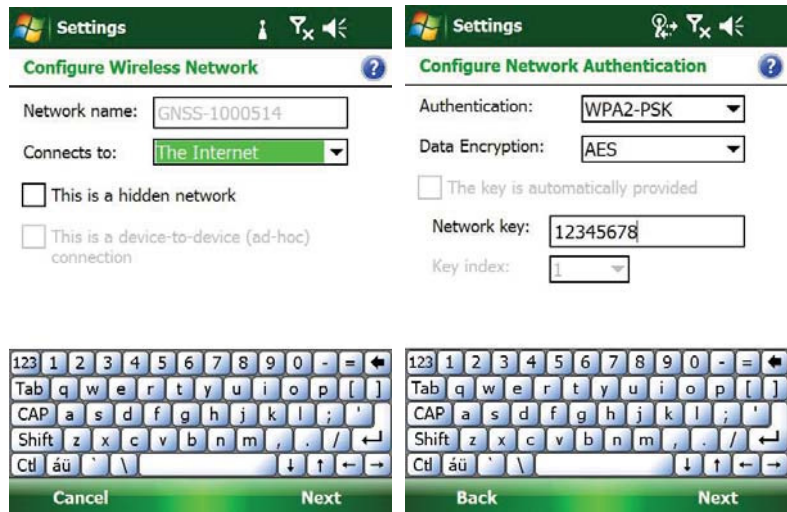 Settings
Configure Wireless Network
Network name: GNSS-1000514
Connects to: The Internet
This is a hidden network
This is a device-to-device (ad-hoc)
connection
123 1 2 3 4 5 6 7 8 9 0 - =
Tab q w e r t y u i o p [ ]
CAP a s d f g h j k l ; '
Shift z x c v b n m , . /
Ctl áü ` \
Cancel Next
Settings
Configure Network Authentication
Authentication: WPA2-PSK
Data Encryption: AES
The key is automatically provided
Network key: 12345678
Key index: 1
123 1 2 3 4 5 6 7 8 9 0 - =
Tab q w e r t y u i o p [ ]
CAP a s d f g h j k l ; '
Shift z x c v b n m , . /
Ctl áü ` \
Back Next